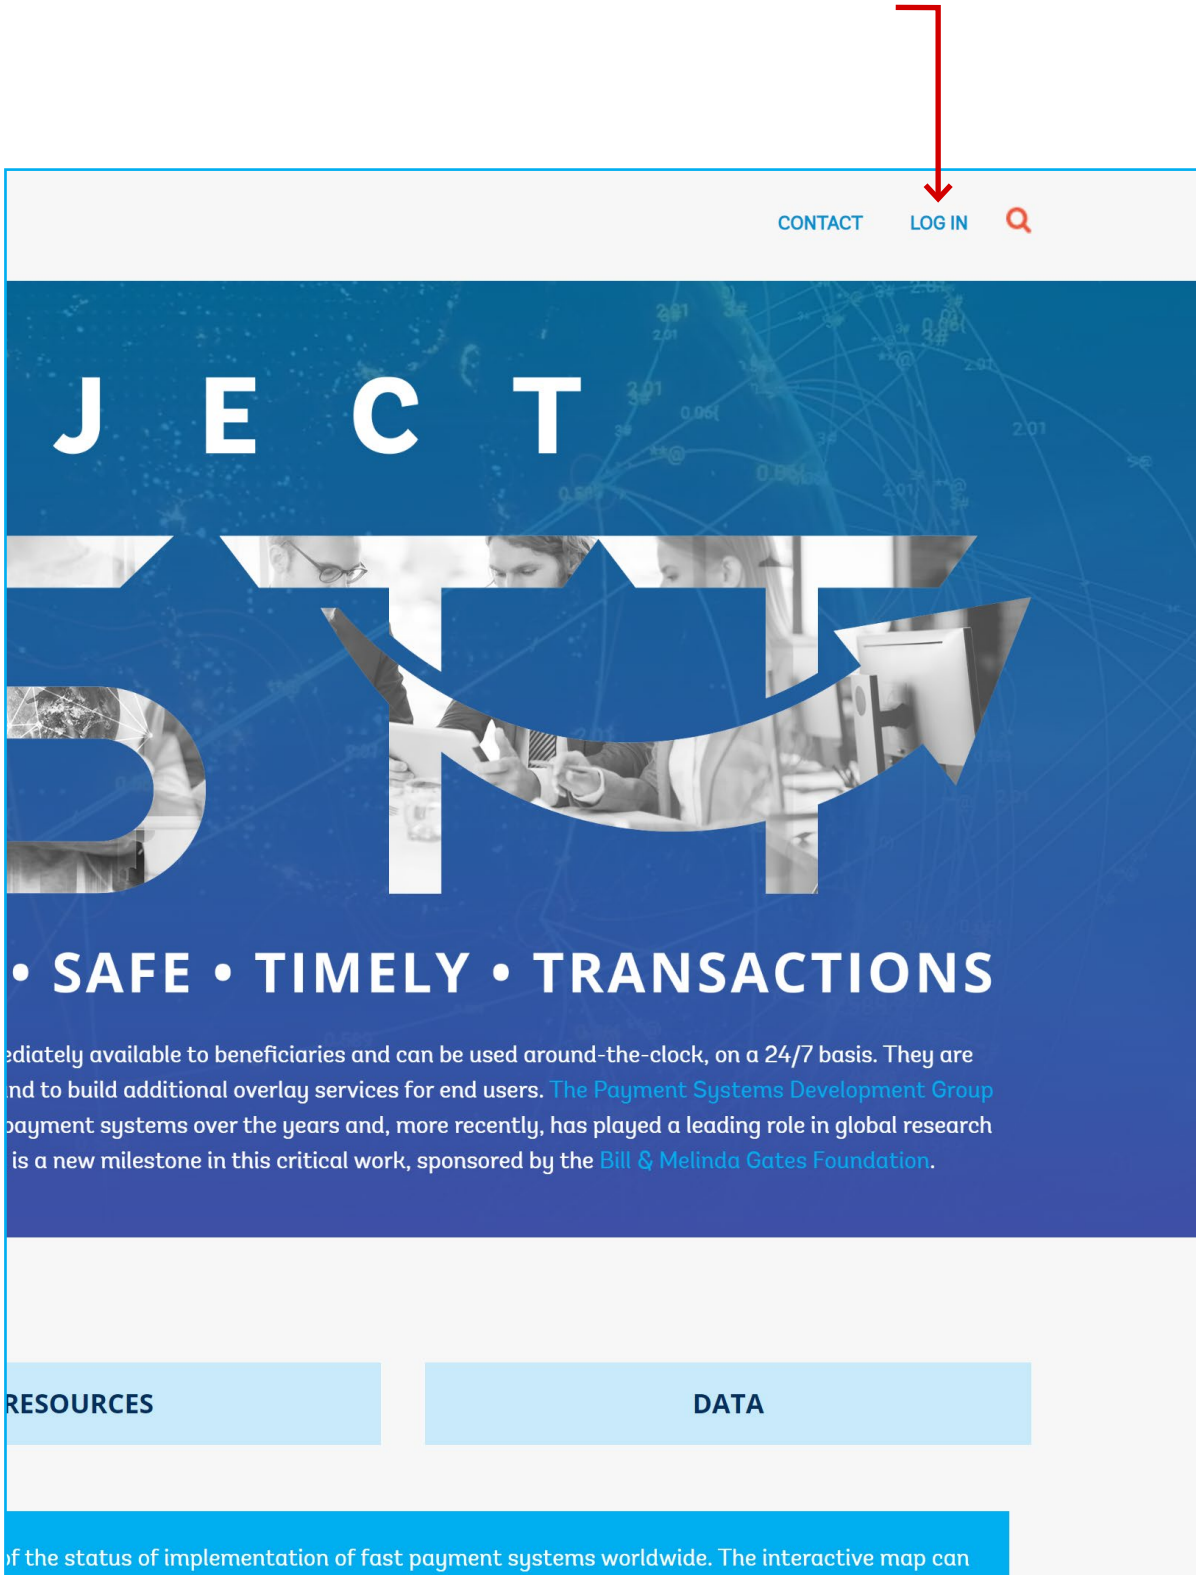 CONTACT LOG IN
JECT
• SAFE • TIMELY • TRANSACTIONS
ediately available to beneficiaries and can be used around-the-clock, on a 24/7 basis. They are
nd to build additional overlay services for end users. The Payment Systems Development Group
payment systems over the years and, more recently, has played a leading role in global research
is a new milestone in this critical work, sponsored by the Bill & Melinda Gates Foundation.
RESOURCES
DATA
of the status of implementation of fast payment systems worldwide. The interactive map can